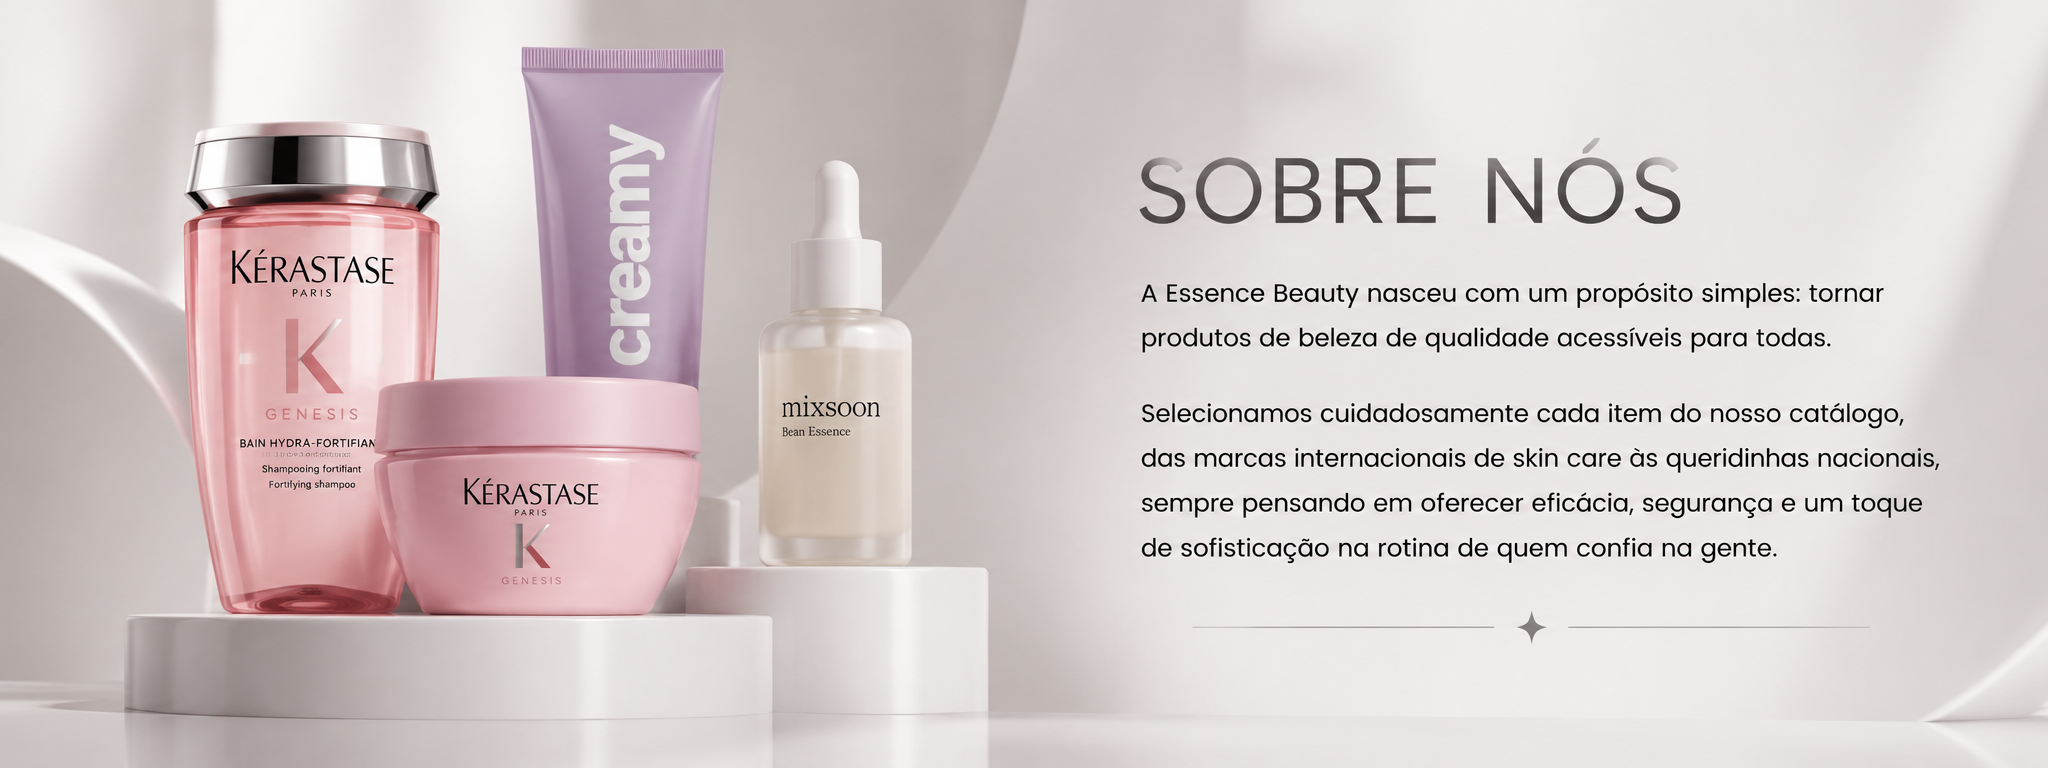 KÉRASTASE
PARIS
K
GENESIS
BAIN HYDRA-FORTIFIAN
Shampooing fortifiant
Fortifying shampoo
creamy
KÉRASTASE
PARIS
K
GENESIS
mixsoon
Bean Essence
SOBRE NÓS
A Essence Beauty nasceu com um propósito simples: tornar
produtos de beleza de qualidade acessíveis para todas.
Selecionamos cuidadosamente cada item do nosso catálogo,
das marcas internacionais de skin care às queridinhas nacionais,
sempre pensando em oferecer eficácia, segurança e um toque
de sofisticação na rotina de quem confia na gente.